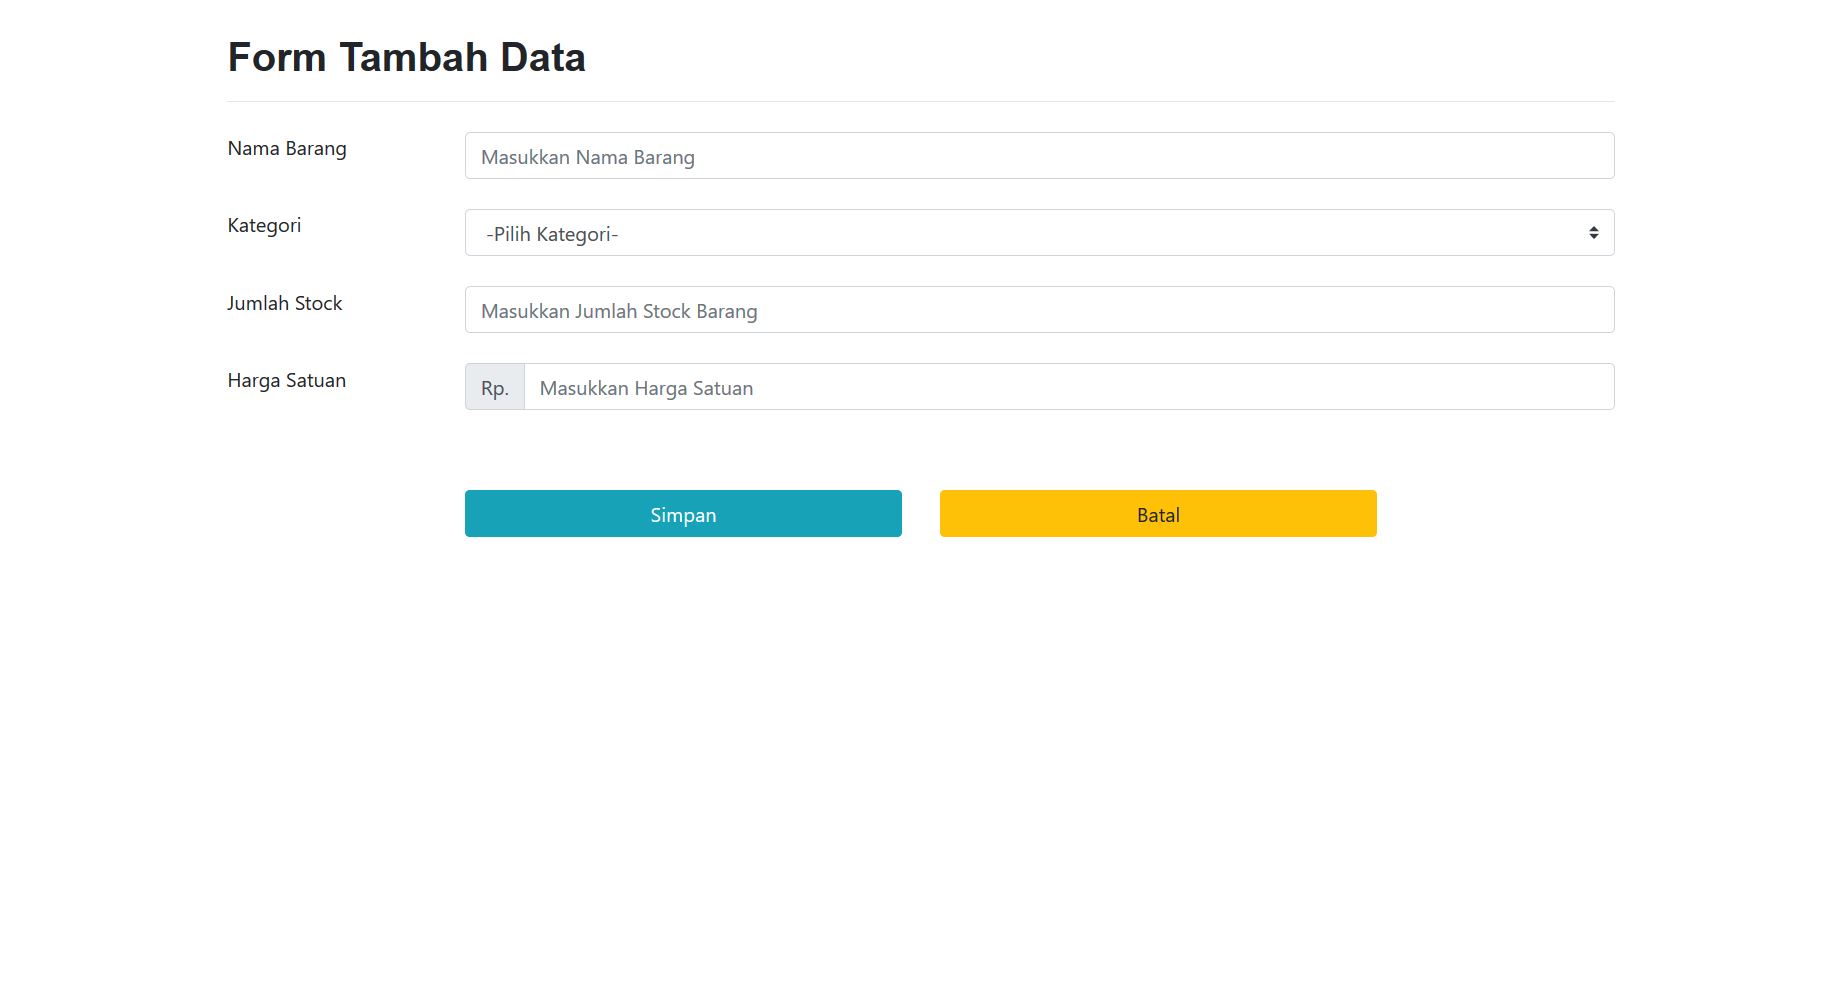 Form Tambah Data
Nama Barang
Masukkan Nama Barang
Kategori
-Pilih Kategori-
Jumlah Stock
Masukkan Jumlah Stock Barang
Harga Satuan
Rp. Masukkan Harga Satuan
Simpan
Batal